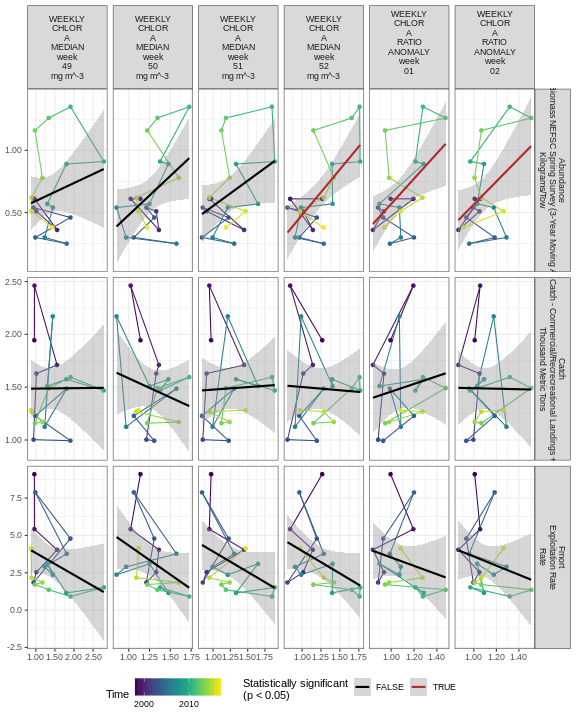 WEEKLY
CHLOR
A
MEDIAN
week
49
mg m^-3
WEEKLY
CHLOR
A
MEDIAN
week
50
mg m^-3
WEEKLY
CHLOR
A
MEDIAN
week
51
mg m^-3
WEEKLY
CHLOR
A
MEDIAN
week
52
mg m^-3
WEEKLY
CHLOR
A
RATIO
ANOMALY
week
01
WEEKLY
CHLOR
A
RATIO
ANOMALY
week
02
1.00
0.50
Abundance
Biomass NEFSC Spring Survey (3-Year Moving
Kilograms/tow
2.50
2.00
1.50
1.00
Catch
Catch - Commercial/Recreational Landings +
Thousand Metric Tons
7.5
5.0
2.5
0.0
-2.5
Fmort
Exploitation Rate
Rate
1.00 1.50 2.00 2.50
1.00 1.25 1.50 1.75
1.00 1.25 1.50 1.75
1.00 1.25 1.50 1.75
1.00 1.20 1.40
1.00 1.20 1.40
Time
2000 2010
Statistically significant
(p < 0.05)
FALSE
TRUE